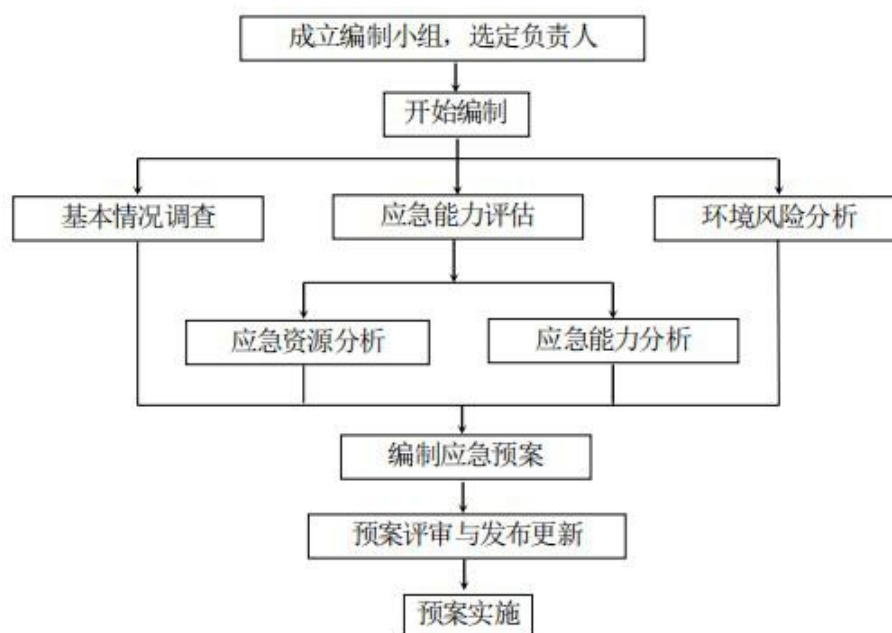 成立编制小组，选定负责人
开始编制
基本情况调查
应急能力评估
环境风险分析
应急资源分析
应急能力分析
编制应急预案
预案评审与发布更新
预案实施